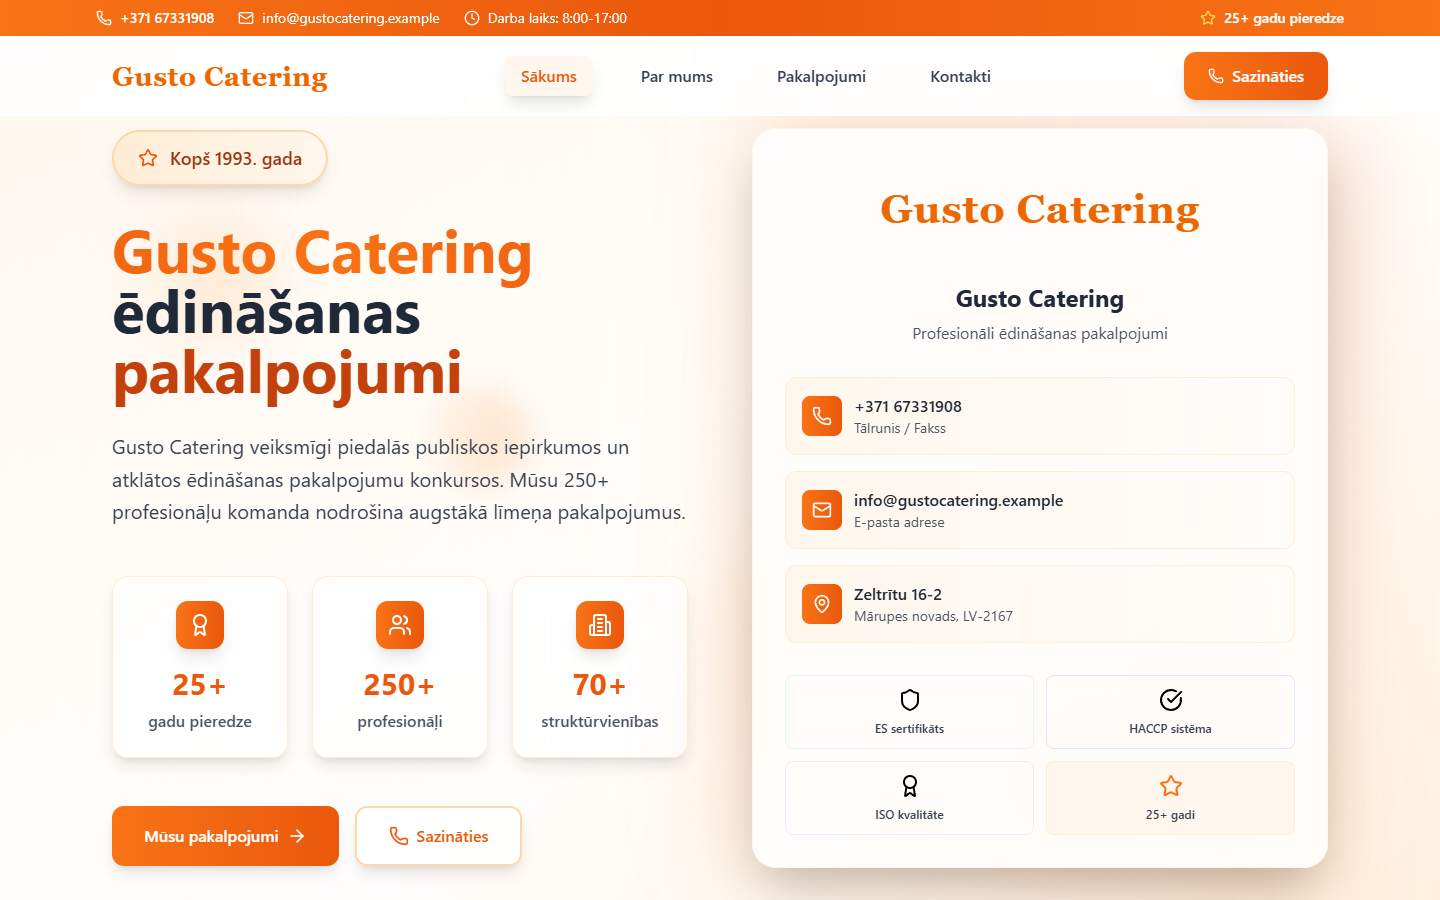 +371 67331908
info@gustocatering.example
Darba laiks: 8:00-17:00
25+ gadu pieredze
Gusto Catering
Sākums
Par mums
Pakalpojumi
Kontakti
Sazināties
Kopš 1993. gada
Gusto Catering
ēdināšanas
pakalpojumi
Gusto Catering veiksmīgi piedalās publiskos iepirkumos un
atklātos ēdināšanas pakalpojumu konkursos. Mūsu 250+
profesionāļu komanda nodrošina augstākā līmeņa pakalpojumus.
25+
gadu pieredze
250+
profesionāļi
70+
struktūrvienības
Mūsu pakalpojumi
Sazināties
Gusto Catering
Gusto Catering
Profesionāli ēdināšanas pakalpojumi
+371 67331908
Tālrunis / Fakss
info@gustocatering.example
E-pasta adrese
Zeltrītu 16-2
Mārupes novads, LV-2167
ES sertifikāts
HACCP sistēma
ISO kvalitāte
25+ gadi